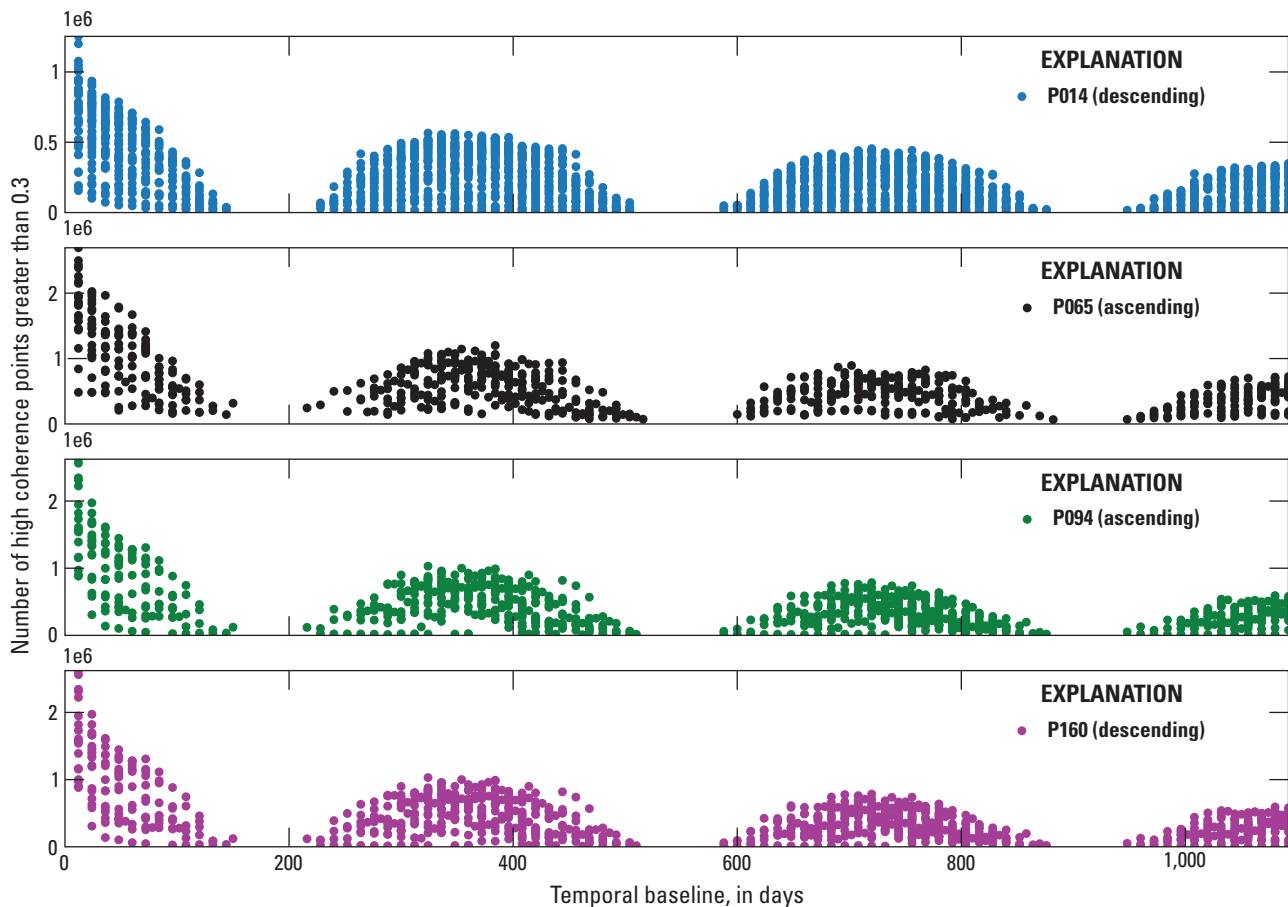 1e6
1
0.5
0
EXPLANATION
P014 (descending)
1e6
2
1
0
EXPLANATION
P065 (ascending)
1e6
2
1
0
EXPLANATION
P094 (ascending)
1e6
2
1
0
EXPLANATION
P160 (descending)
Number of high coherence points greater than 0.3
0 200 400 600 800 1,000
Temporal baseline, in days